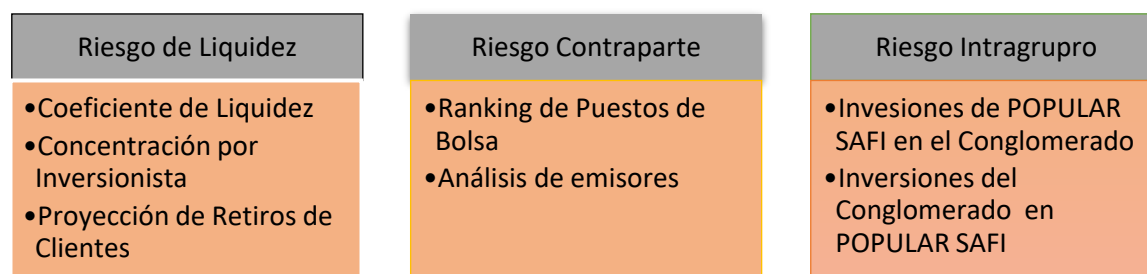 Riesgo de Liquidez
•Coeficiente de Liquidez
•Concentración por
Inversionista
•Proyección de Retiros de
Clientes
Riesgo Contraparte
•Ranking de Puestos de
Bolsa
•Análisis de emisores
Riesgo Intragrupro
•Invesiones de POPULAR
SAFI en el Conglomerado
•Inversiones del
Conglomerado en
POPULAR SAFI